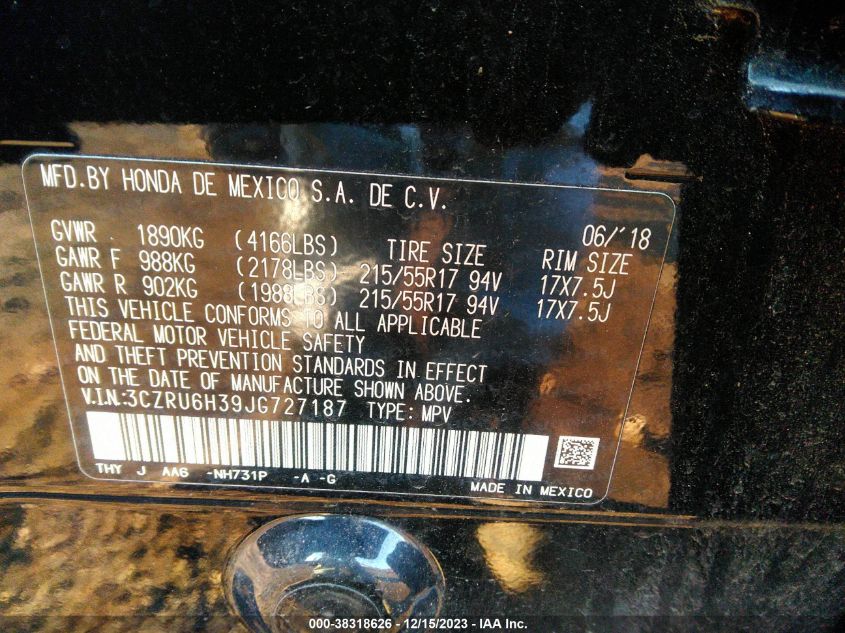 MFD.BY HONDA DE MEXICO S.A. DE C.V.
06/'18
GVWR . 1890KG (4166LBS) TIRE SIZE RIM SIZE
GAWR F 988KG (2178LBS) 215/55R17 94V 17X7.5J
GAWR R 902KG (1988LBS) 215/55R17 94V 17X7.5J
THIS VEHICLE CONFORMS TO ALL APPLICABLE
FEDERAL MOTOR VEHICLE SAFETY
AND THEFT PREVENTION STANDARDS IN EFFECT
ON THE DATE OF MANUFACTURE SHOWN ABOVE.
V.I.N:3CZRU6H39JG727187 TYPE: MPV
THY J AA6 -NH731P -A -G
MADE IN MEXICO
000-38318626 - 12/15/2023 - IAA Inc.